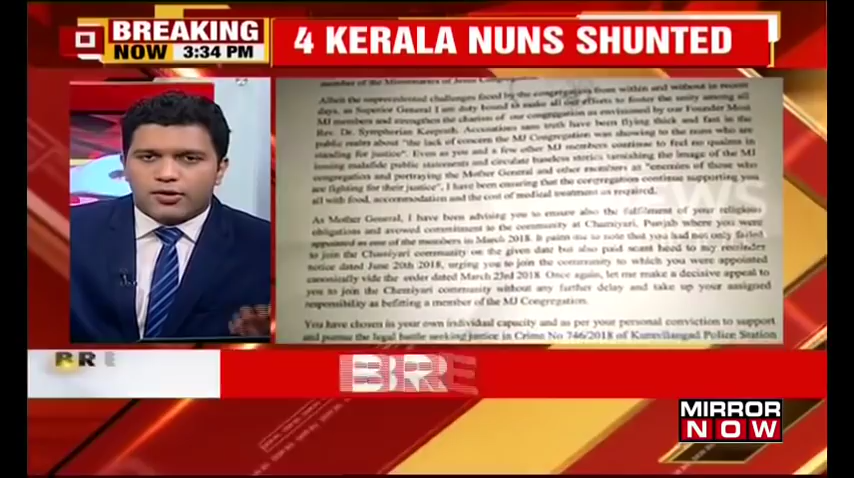 BREAKING
NOW 3:34 PM
4 KERALA NUNS SHUNTED
member of the Missionaries of Jesus Congregation
Albeit the unprecedented challenges faced by the congregation from within and without in recent
days, as Superior General I am duty bound to make all our efforts to foster the unity among all
MJ members and strengthen the charism of our congregation as envisioned by our Founder Most
Rev. Dr. Symphorian Keeprath. Accusations sans truth have been flying thick and fast in the
public realm about "the lack of concern the MJ Congregation was showing to the nuns who are
standing for justice". Even as you and a few other MJ members continue to feel no qualms in
issuing malafide public statements and circulate baseless stories tarnishing the image of the MJ
congregation and portraying the Mother General and other members as "enemies of those who
are fighting for their justice", I have been ensuring that the congregation continue supporting you
all with food, accommodation and the cost of medical treatment as required.
As Mother General, I have been advising you to ensure also the fulfilment of your religious
obligations and avowed commitment to the community at Chamiyari, Punjab where you were
appointed as one of the members in March 2018. It pains me to note that you had not only failed
to join the Chamiyari community on the given date but also paid scant heed to my reminder
notice dated June 20th 2018, urging you to join the community to which you were appointed
canonically vide the order dated March 23rd 2018. Once again, let me make a decisive appeal to
you to join the Chamiyari community without any further delay and take up your assigned
responsibility as befitting a member of the MJ Congregation.
You have chosen in your own individual capacity and as per your personal conviction to support
and pursue the legal battle seeking justice in Crime No 746/2018 of Kuravilangad Police Station
BRE
BRE
MIRROR
NOW